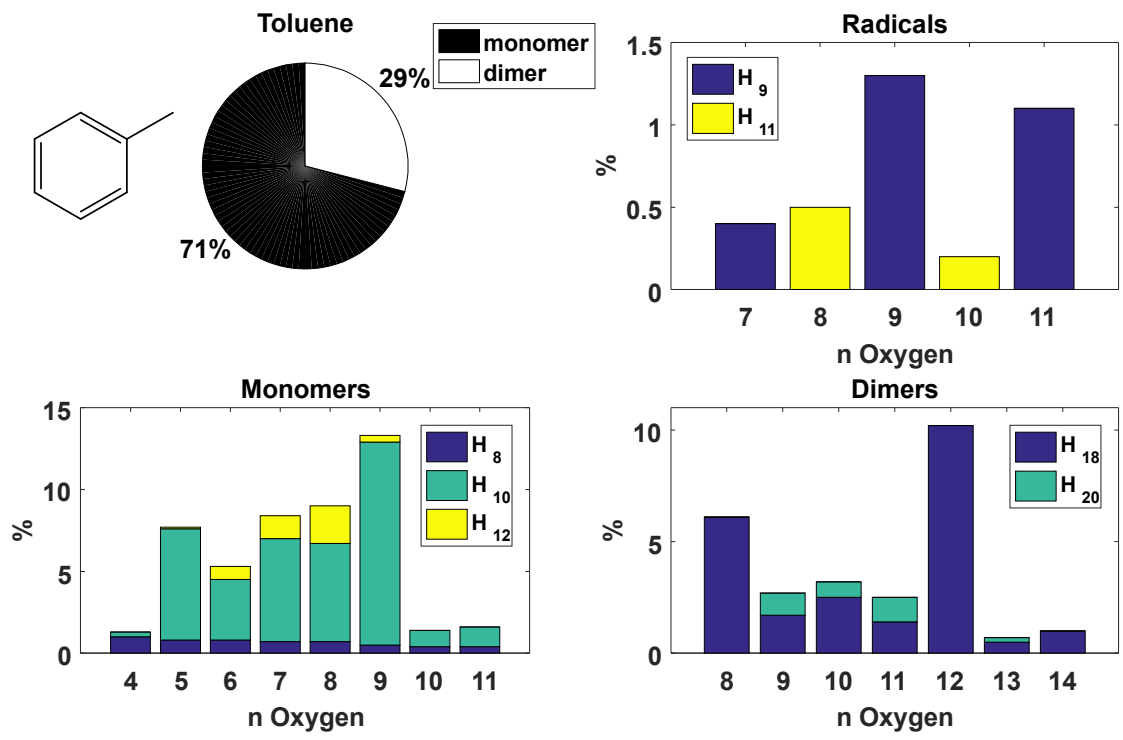 Toluene
monomer
dimer
29%
71%
Radicals
H 9
H 11
1.5
1
0.5
0
%
7 8 9 10 11
n Oxygen
Monomers
H 8
H 10
H 12
15
10
5
0
%
4 5 6 7 8 9 10 11
n Oxygen
Dimers
H 18
H 20
10
5
0
%
8 9 10 11 12 13 14
n Oxygen